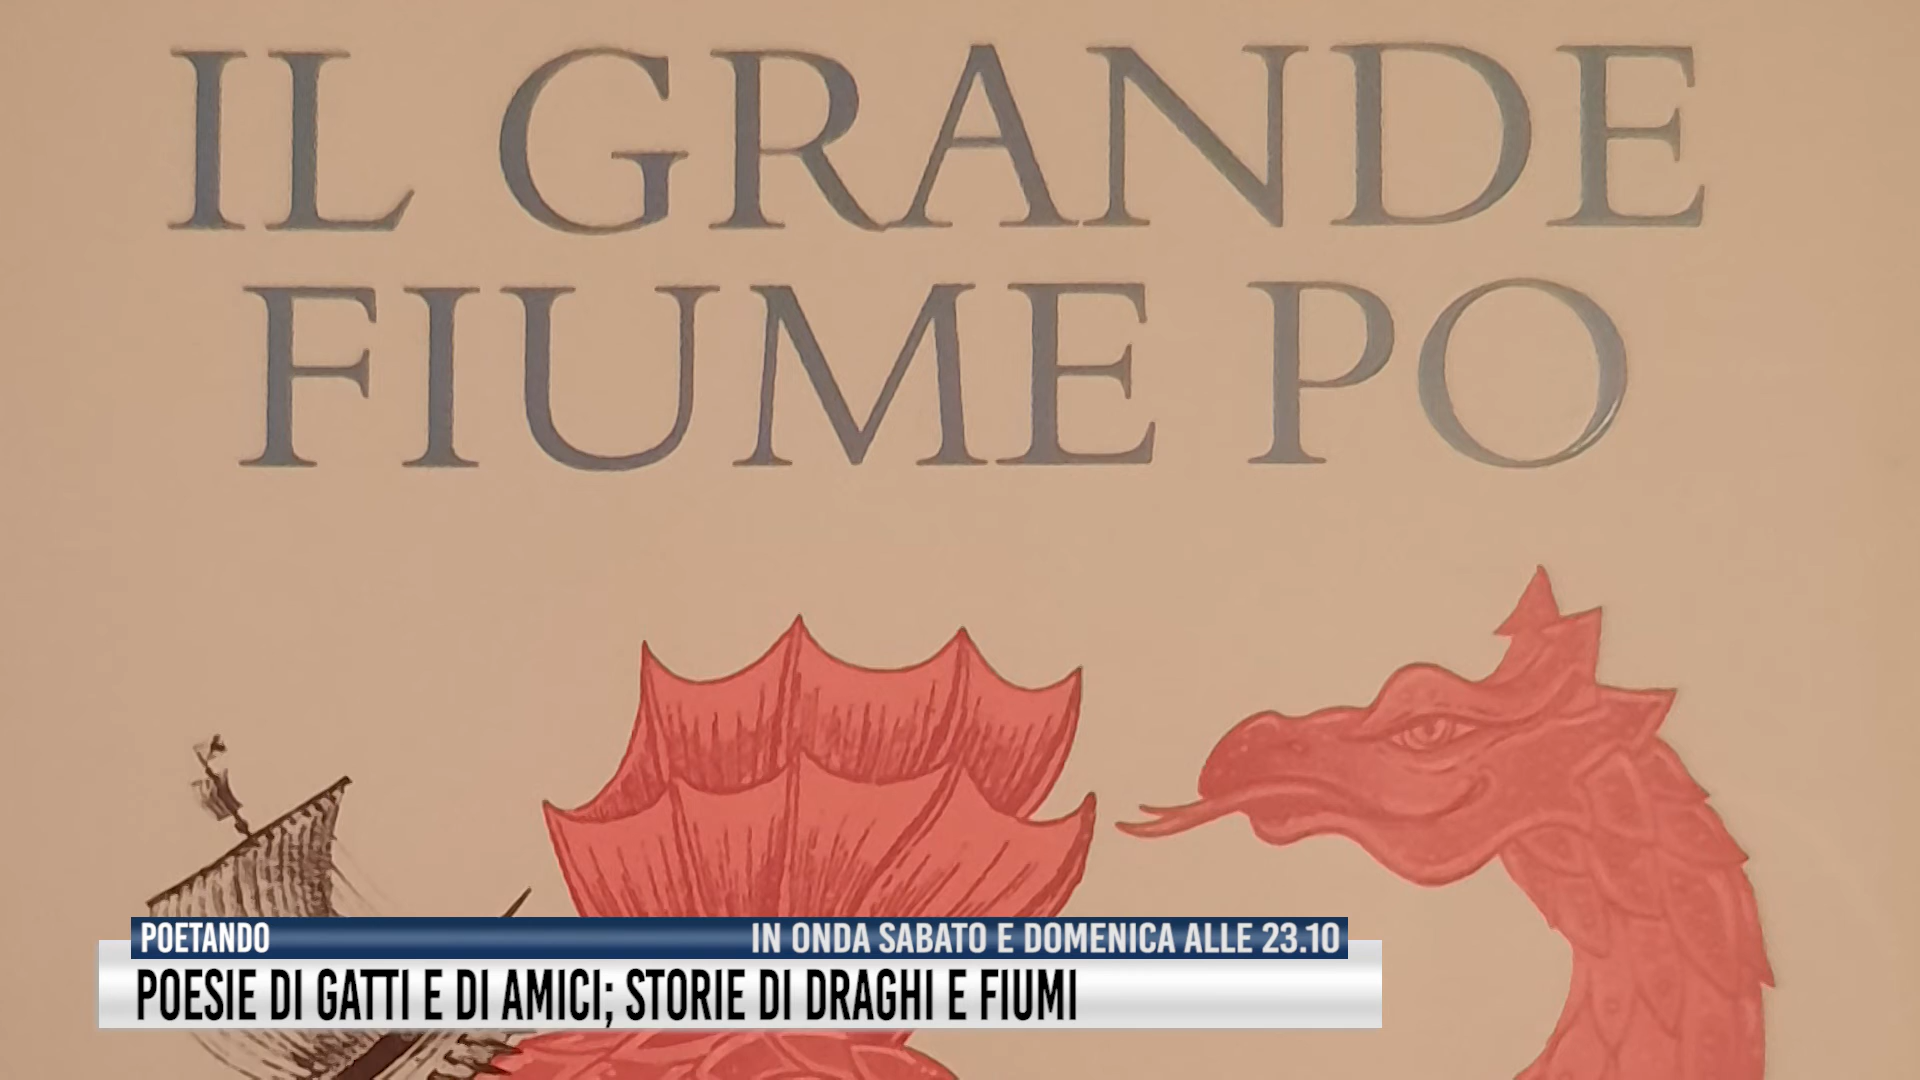 IL GRANDE
FIUME PO
POETANDO
IN ONDA SABATO E DOMENICA ALLE 23.10
POESIE DI GATTI E DI AMICI; STORIE DI DRAGHI E FIUMI